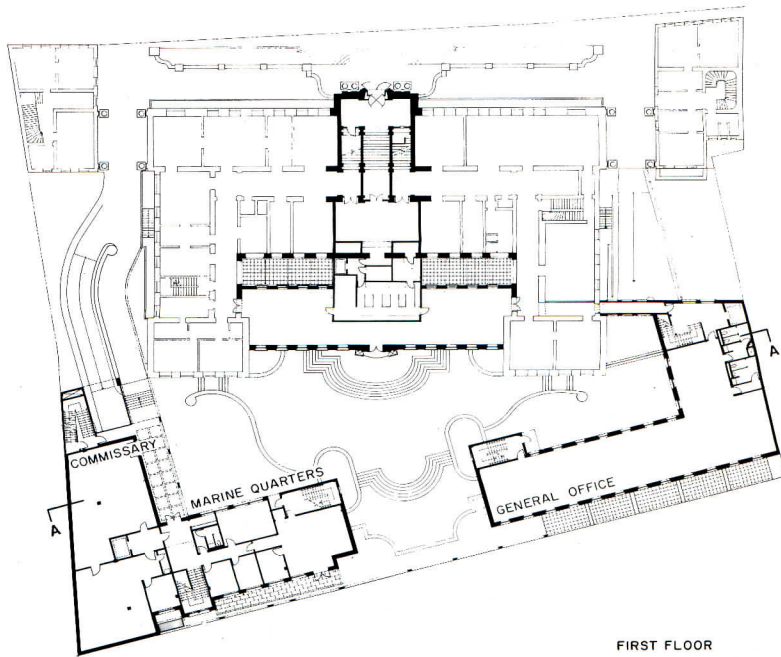 COMMISSARY
MARINE QUARTERS
GENERAL OFFICE
A
A
FIRST FLOOR